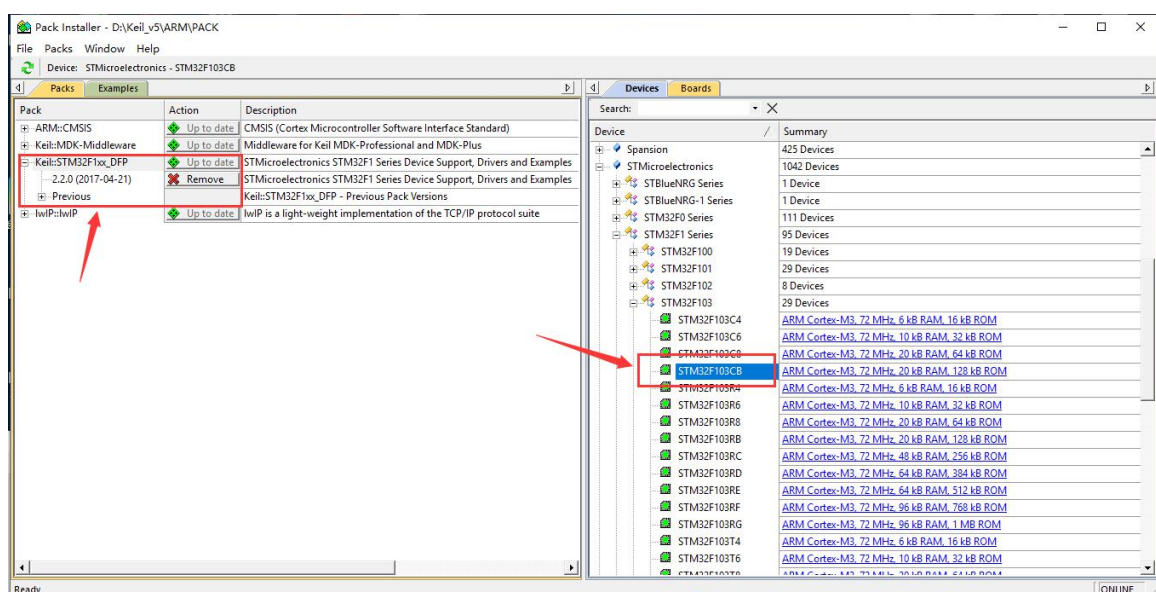 Pack Installer - D:\Keil_v5\ARM\PACK
File Packs Window Help
Device: STMicroelectronics - STM32F103CB
Packs Examples
Pack Action Description
ARM::CMSIS Up to date CMSIS (Cortex Microcontroller Software Interface Standard)
Keil::MDK-Middleware Up to date Middleware for Keil MDK-Professional and MDK-Plus
Keil::STM32F1xx_DFP Up to date STMicroelectronics STM32F1 Series Device Support, Drivers and Examples
2.2.0 (2017-04-21) Remove STMicroelectronics STM32F1 Series Device Support, Drivers and Examples
Previous Keil::STM32F1xx_DFP - Previous Pack Versions
lwIP::lwIP Up to date lwIP is a light-weight implementation of the TCP/IP protocol suite
Devices Boards
Search:
Device Summary
Spansion 425 Devices
STMicroelectronics 1042 Devices
STBlueNRG Series 1 Device
STBlueNRG-1 Series 1 Device
STM32F0 Series 111 Devices
STM32F1 Series 95 Devices
STM32F100 19 Devices
STM32F101 29 Devices
STM32F102 8 Devices
STM32F103 29 Devices
STM32F103C4 ARM Cortex-M3, 72 MHz, 6 kB RAM, 16 kB ROM
STM32F103C6 ARM Cortex-M3, 72 MHz, 10 kB RAM, 32 kB ROM
STM32F103C8 ARM Cortex-M3, 72 MHz, 20 kB RAM, 64 kB ROM
STM32F103CB ARM Cortex-M3, 72 MHz, 20 kB RAM, 128 kB ROM
STM32F103R4 ARM Cortex-M3, 72 MHz, 6 kB RAM, 16 kB ROM
STM32F103R6 ARM Cortex-M3, 72 MHz, 10 kB RAM, 32 kB ROM
STM32F103R8 ARM Cortex-M3, 72 MHz, 20 kB RAM, 64 kB ROM
STM32F103RB ARM Cortex-M3, 72 MHz, 20 kB RAM, 128 kB ROM
STM32F103RC ARM Cortex-M3, 72 MHz, 48 kB RAM, 256 kB ROM
STM32F103RD ARM Cortex-M3, 72 MHz, 64 kB RAM, 384 kB ROM
STM32F103RE ARM Cortex-M3, 72 MHz, 64 kB RAM, 512 kB ROM
STM32F103RF ARM Cortex-M3, 72 MHz, 96 kB RAM, 768 kB ROM
STM32F103RG ARM Cortex-M3, 72 MHz, 96 kB RAM, 1 MB ROM
STM32F103T4 ARM Cortex-M3, 72 MHz, 6 kB RAM, 16 kB ROM
STM32F103T6 ARM Cortex-M3, 72 MHz, 10 kB RAM, 32 kB ROM
STM32F103T8 ARM Cortex-M3, 72 MHz, 20 kB RAM, 64 kB ROM
Ready ONLINE